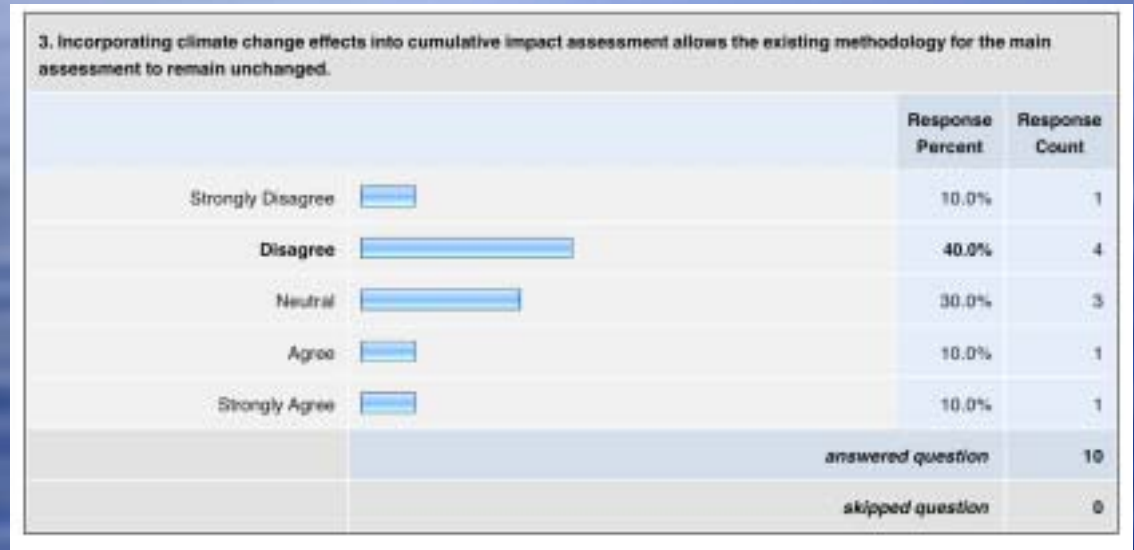 3. Incorporating climate change effects into cumulative impact assessment allows the existing methodology for the main
assessment to remain unchanged.
Response Percent Response Count
Strongly Disagree 10.0% 1
Disagree 40.0% 4
Neutral 30.0% 3
Agree 10.0% 1
Strongly Agree 10.0% 1
answered question 10
skipped question 0